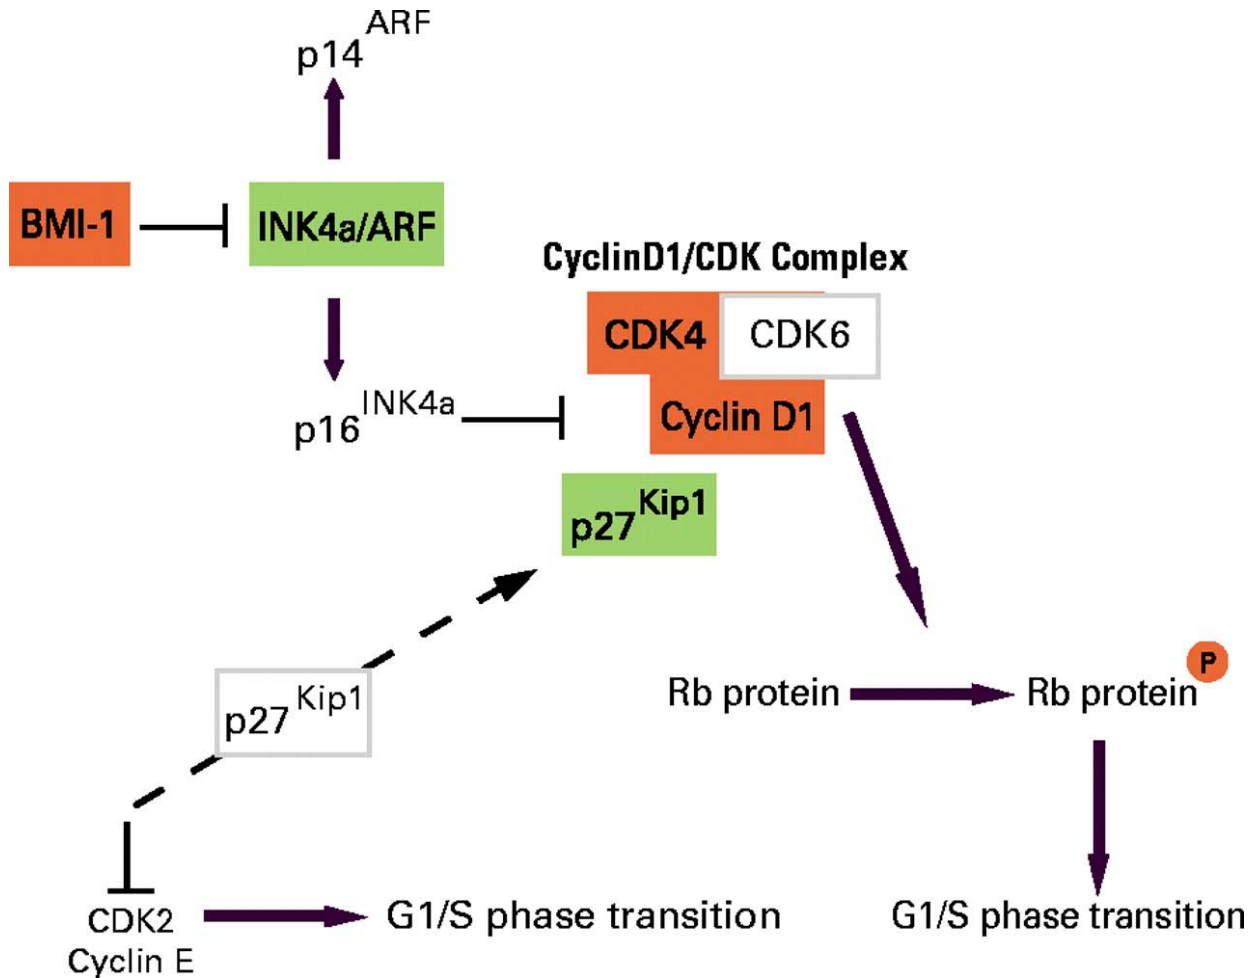 p14ARF
BMI-1
INK4a/ARF
CyclinD1/CDK Complex
CDK4
CDK6
Cyclin D1
p16INK4a
p27Kip1
p27Kip1
Rb protein
Rb protein
P
CDK2
Cyclin E
G1/S phase transition
G1/S phase transition